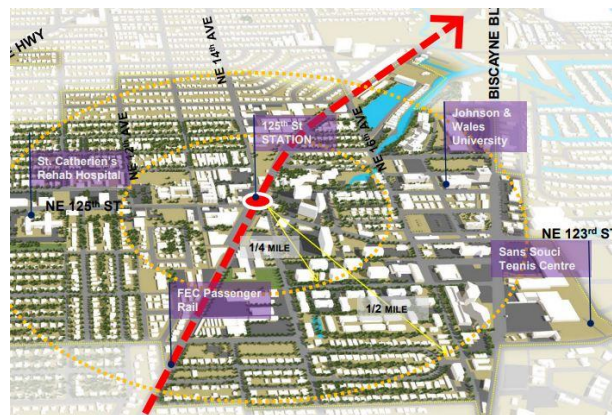 E HWY
NE 14th AVE
BISCAYNE BL
125th St
STATION
Johnson &
Wales
University
NE 16th AVE
St. Catherien's
Rehab Hospital
NE 125th ST
NE 123rd ST
1/4 MILE
Sans Souci
Tennis Centre
FEC Passenger
Rail
1/2 MILE